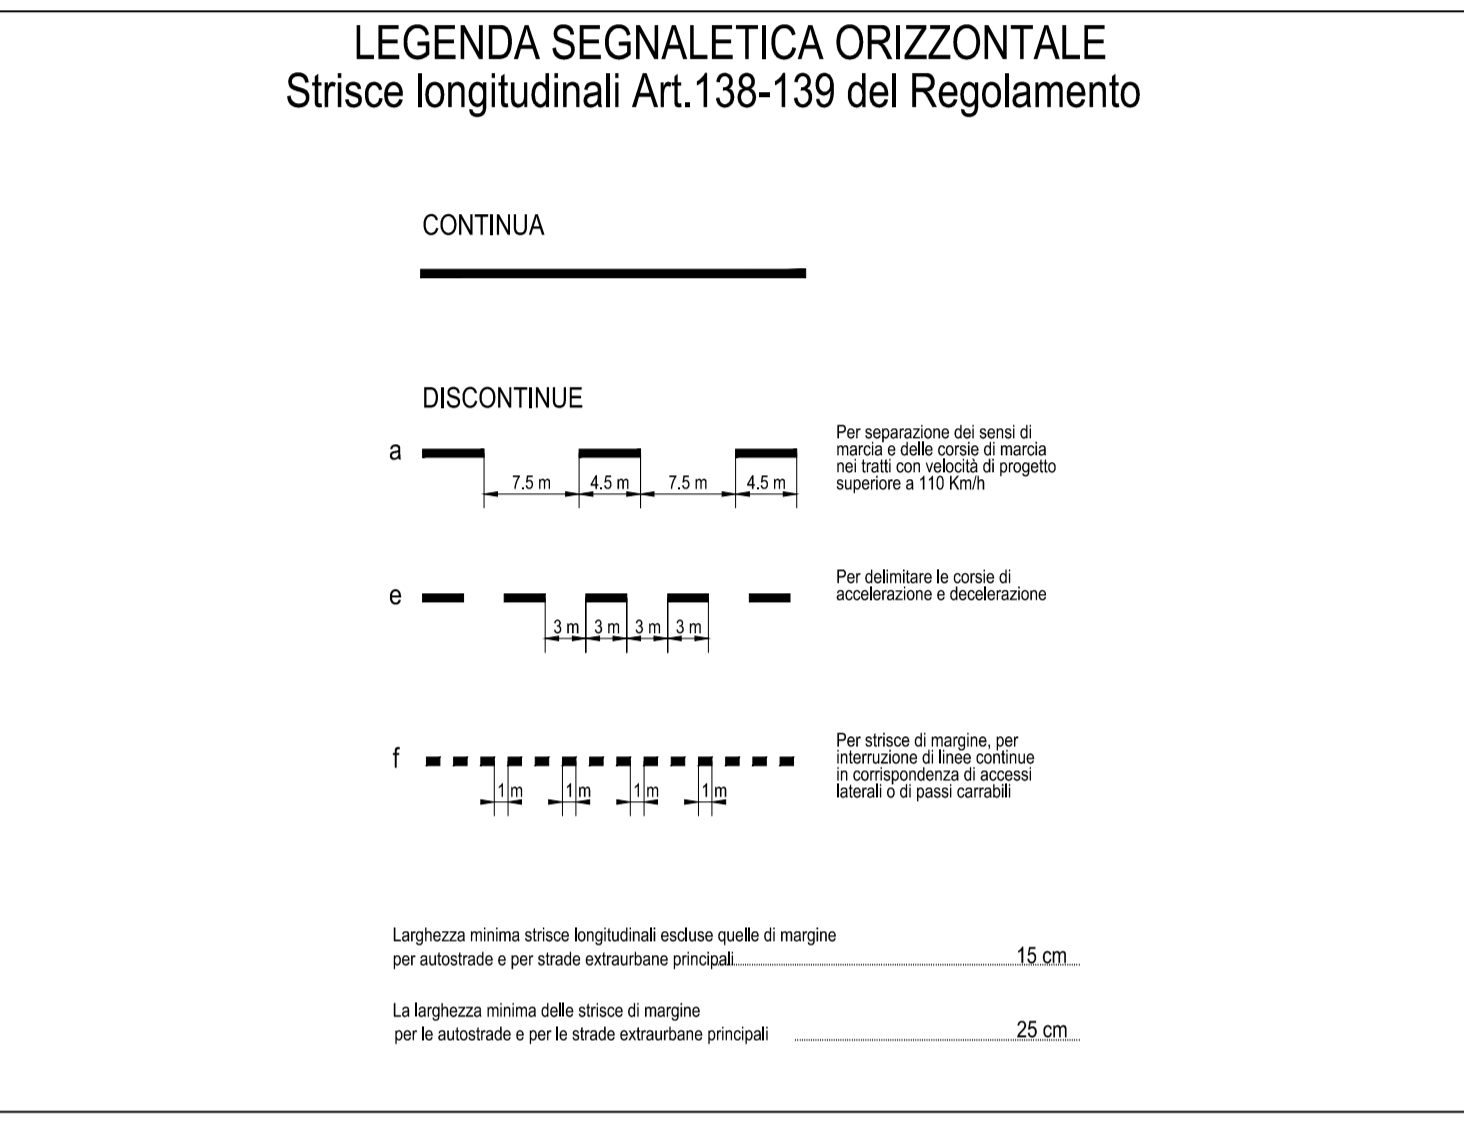 LEGENDA SEGNALETICA ORIZZONTALE
Strisce longitudinali Art.138-139 del Regolamento
CONTINUA
DISCONTINUE
a
7.5 m 4.5 m 7.5 m 4.5 m
Per separazione dei sensi di
marcia e delle corsie di marcia
nei tratti con velocità di progetto
superiore a 110 Km/h
e
3 m 3 m 3 m 3 m
Per delimitare le corsie di
accelerazione e decelerazione
f
1 m 1 m 1 m 1 m
Per strisce di margine, per
interruzione di linee continue
in corrispondenza di accessi
laterali o di passi carrabili
Larghezza minima strisce longitudinali escluse quelle di margine
per autostrade e per strade extraurbane principali 15 cm
La larghezza minima delle strisce di margine
per le autostrade e per le strade extraurbane principali 25 cm